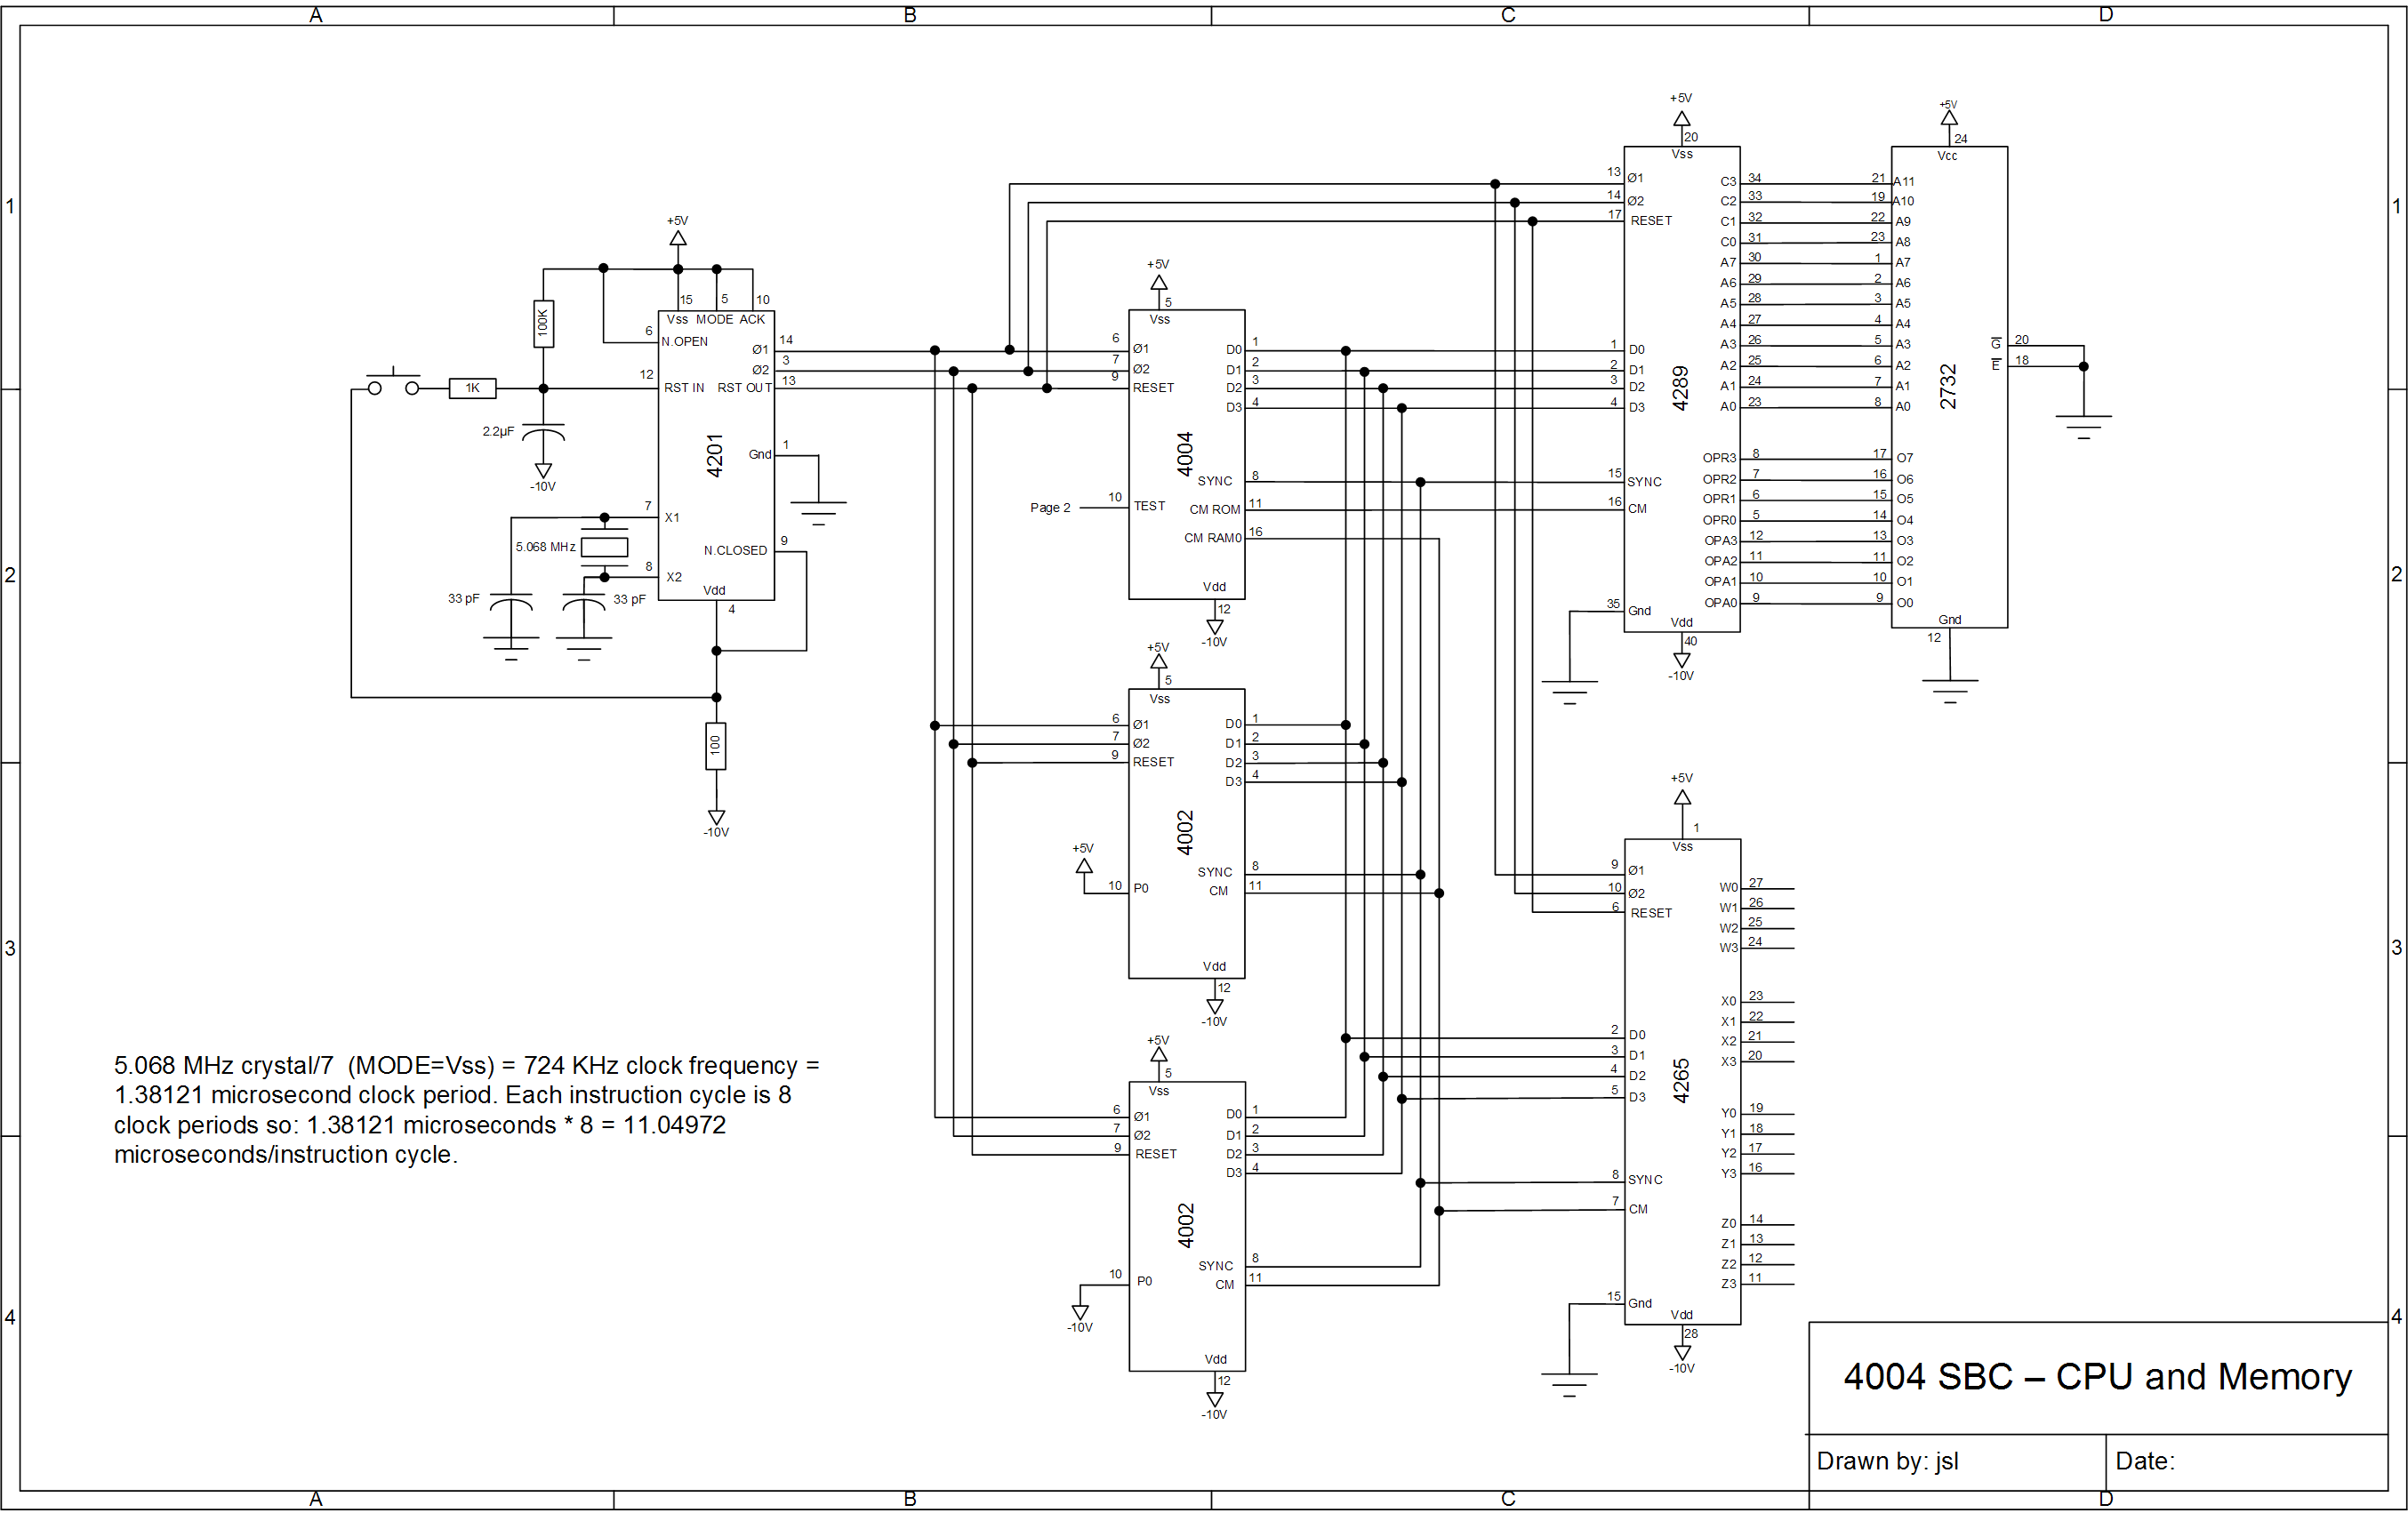 A B C D
1
2
3
4
+5V
15 5 10
Vss MODE ACK
6 N.OPEN
100K
12 RST IN
1K
2.2µF
-10V
7 X1
5.068 MHz
8 X2
33 pF 33 pF
Ø1 14
Ø2 3
RST OUT 13
4201
Gnd 1
N.CLOSED 9
Vdd
4
100
-10V
+5V
5
Vss
6 Ø1
7 Ø2
9 RESET
D0 1
D1 2
D2 3
D3 4
4004
SYNC 8
Page 2 10 TEST
CM ROM 11
CM RAM0 16
Vdd
12
-10V
+5V
5
Vss
6 Ø1
7 Ø2
9 RESET
D0 1
D1 2
D2 3
D3 4
4002
+5V
10 P0
SYNC 8
CM 11
Vdd
12
-10V
+5V
5
Vss
6 Ø1
7 Ø2
9 RESET
D0 1
D1 2
D2 3
D3 4
4002
10 P0
-10V
SYNC 8
CM 11
Vdd
12
-10V
+5V
20
Vss
13 Ø1
14 Ø2
17 RESET
1 D0
2 D1
3 D2
4 D3
15 SYNC
16 CM
35 Gnd
4289
C3 34
C2 33
C1 32
C0 31
A7 30
A6 29
A5 28
A4 27
A3 26
A2 25
A1 24
A0 23
OPR3 8
OPR2 7
OPR1 6
OPR0 5
OPA3 12
OPA2 11
OPA1 10
OPA0 9
Vdd
40
-10V
+5V
24
Vcc
21 A11
19 A10
22 A9
23 A8
1 A7
2 A6
3 A5
4 A4
5 A3
6 A2
7 A1
8 A0
17 O7
16 O6
15 O5
14 O4
13 O3
11 O2
10 O1
9 O0
2732
G 20
E 18
Gnd
12
+5V
1
Vss
9 Ø1
10 Ø2
6 RESET
2 D0
3 D1
4 D2
5 D3
8 SYNC
7 CM
15 Gnd
4265
W0 27
W1 26
W2 25
W3 24
X0 23
X1 22
X2 21
X3 20
Y0 19
Y1 18
Y2 17
Y3 16
Z0 14
Z1 13
Z2 12
Z3 11
Vdd
28
-10V
5.068 MHz crystal/7 (MODE=Vss) = 724 KHz clock frequency =
1.38121 microsecond clock period. Each instruction cycle is 8
clock periods so: 1.38121 microseconds * 8 = 11.04972
microseconds/instruction cycle.
4004 SBC – CPU and Memory
Drawn by: jsl
Date:
1
2
3
4
A B C D